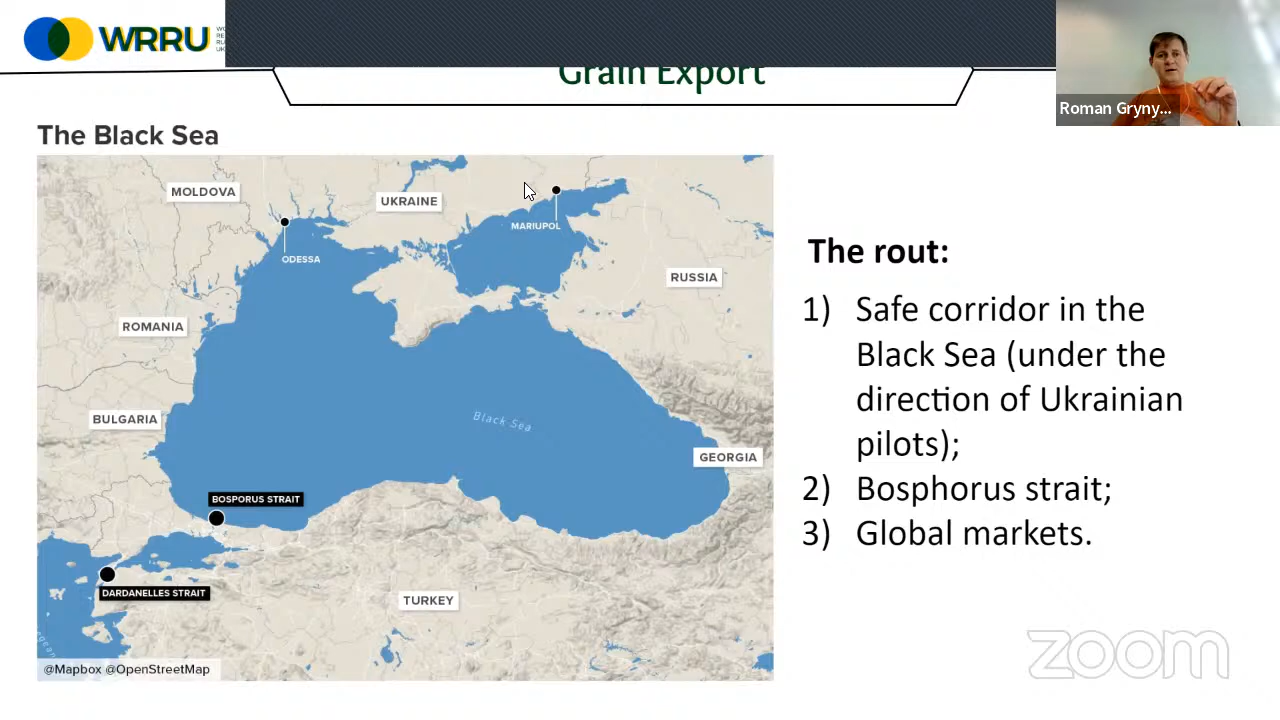 WRRU
Grain Export
Roman Gryny...
The Black Sea
MOLDOVA
UKRAINE
MARIUPOL
ODESSA
RUSSIA
ROMANIA
BULGARIA
Black Sea
GEORGIA
BOSPORUS STRAIT
DARDANELLES STRAIT
TURKEY
@Mapbox @OpenStreetMap
The rout:
1) Safe corridor in the
Black Sea (under the
direction of Ukrainian
pilots);
2) Bosphorus strait;
3) Global markets.
zoom